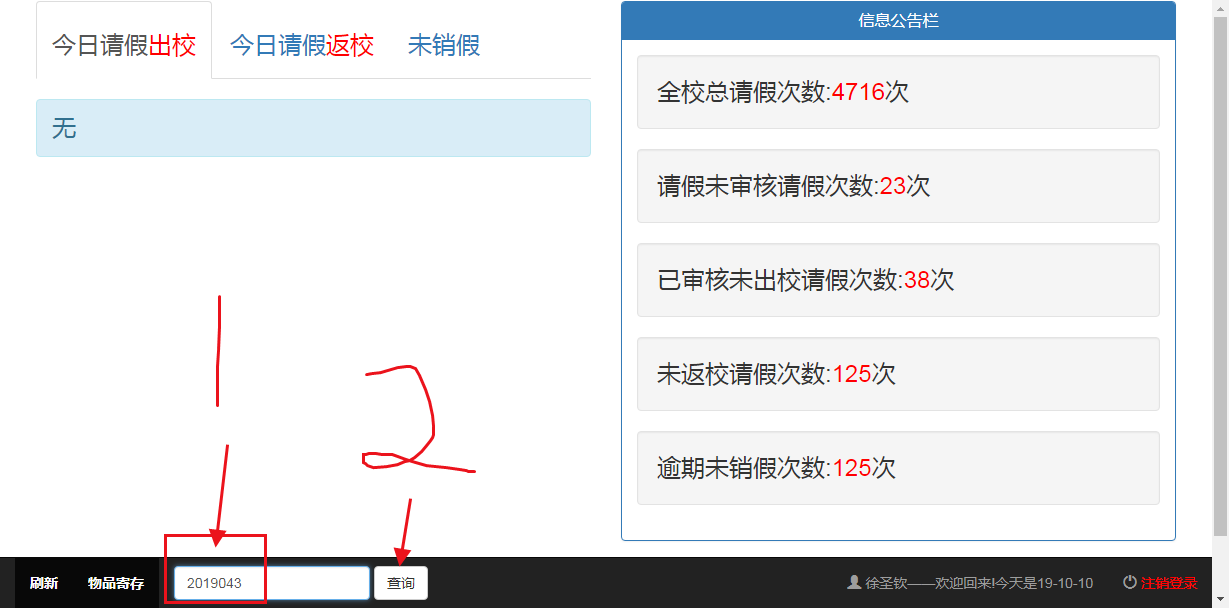 今日请假出校 今日请假返校 未销假
无
信息公告栏
全校总请假次数:4716次
请假未审核请假次数:23次
已审核未出校请假次数:38次
未返校请假次数:125次
逾期未销假次数:125次
1 2
刷新 物品寄存 2019043 查询 徐圣钦——欢迎回来!今天是19-10-10 注销登录